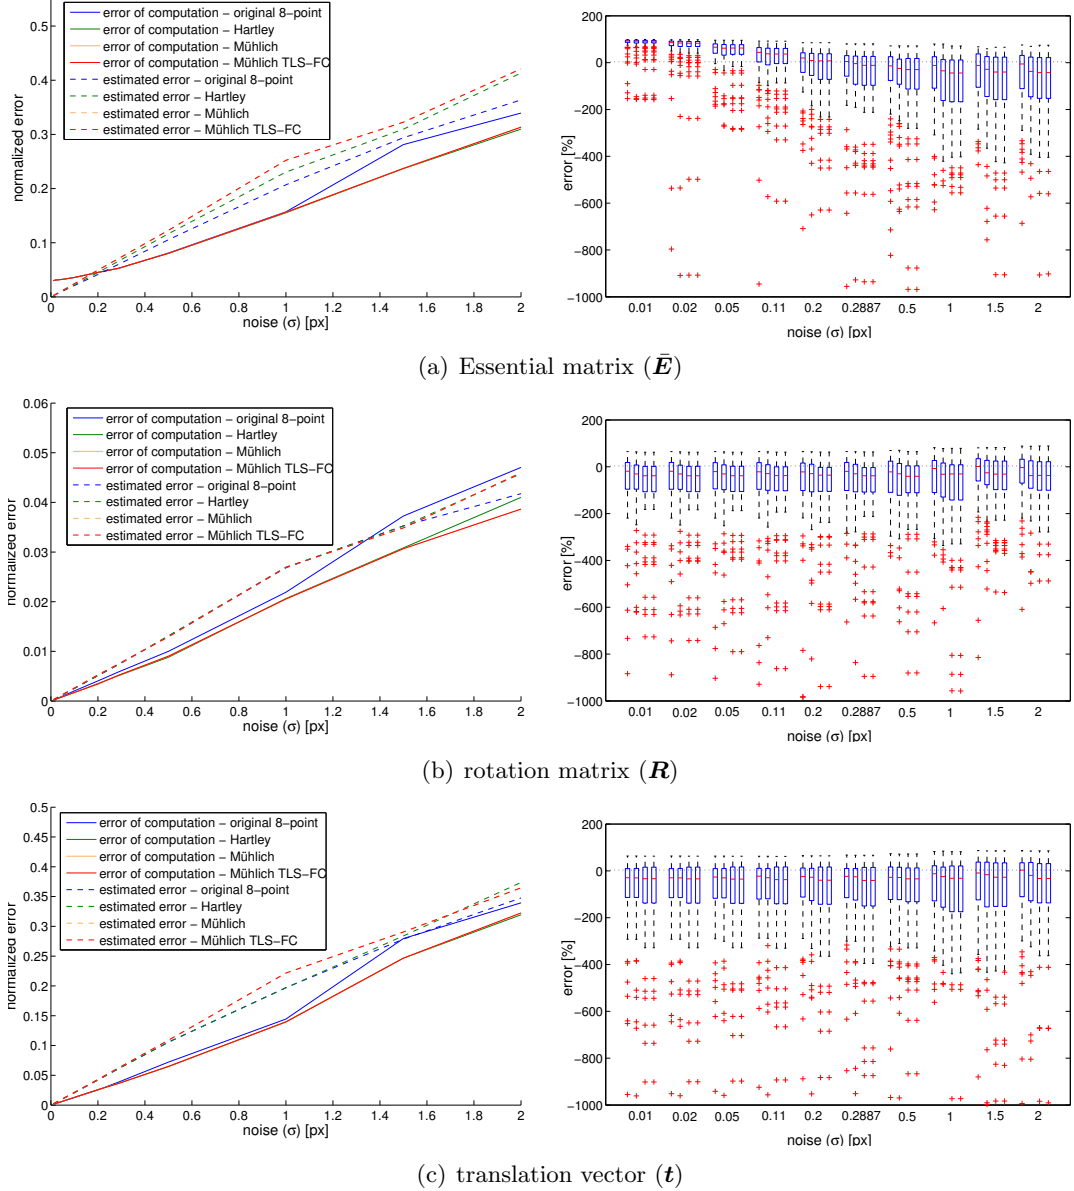 error of computation − original 8−point
error of computation − Hartley
error of computation − Mühlich
error of computation − Mühlich TLS−FC
estimated error − original 8−point
estimated error − Hartley
estimated error − Mühlich
estimated error − Mühlich TLS−FC
normalized error
0.5
0.4
0.3
0.2
0.1
0
0 0.2 0.4 0.6 0.8 1 1.2 1.4 1.6 1.8 2
noise (σ) [px]
error [%]
200
0
−200
−400
−600
−800
−1000
0.01 0.02 0.05 0.11 0.2 0.2887 0.5 1 1.5 2
noise (σ) [px]
(a) Essential matrix (Ē)
error of computation − original 8−point
error of computation − Hartley
error of computation − Mühlich
error of computation − Mühlich TLS−FC
estimated error − original 8−point
estimated error − Hartley
estimated error − Mühlich
estimated error − Mühlich TLS−FC
normalized error
0.06
0.05
0.04
0.03
0.02
0.01
0
0 0.2 0.4 0.6 0.8 1 1.2 1.4 1.6 1.8 2
noise (σ) [px]
error [%]
200
0
−200
−400
−600
−800
−1000
0.01 0.02 0.05 0.11 0.2 0.2887 0.5 1 1.5 2
noise (σ) [px]
(b) rotation matrix (R)
error of computation − original 8−point
error of computation − Hartley
error of computation − Mühlich
error of computation − Mühlich TLS−FC
estimated error − original 8−point
estimated error − Hartley
estimated error − Mühlich
estimated error − Mühlich TLS−FC
normalized error
0.5
0.45
0.4
0.35
0.3
0.25
0.2
0.15
0.1
0.05
0
0 0.2 0.4 0.6 0.8 1 1.2 1.4 1.6 1.8 2
noise (σ) [px]
error [%]
200
0
−200
−400
−600
−800
−1000
0.01 0.02 0.05 0.11 0.2 0.2887 0.5 1 1.5 2
noise (σ) [px]
(c) translation vector (t)